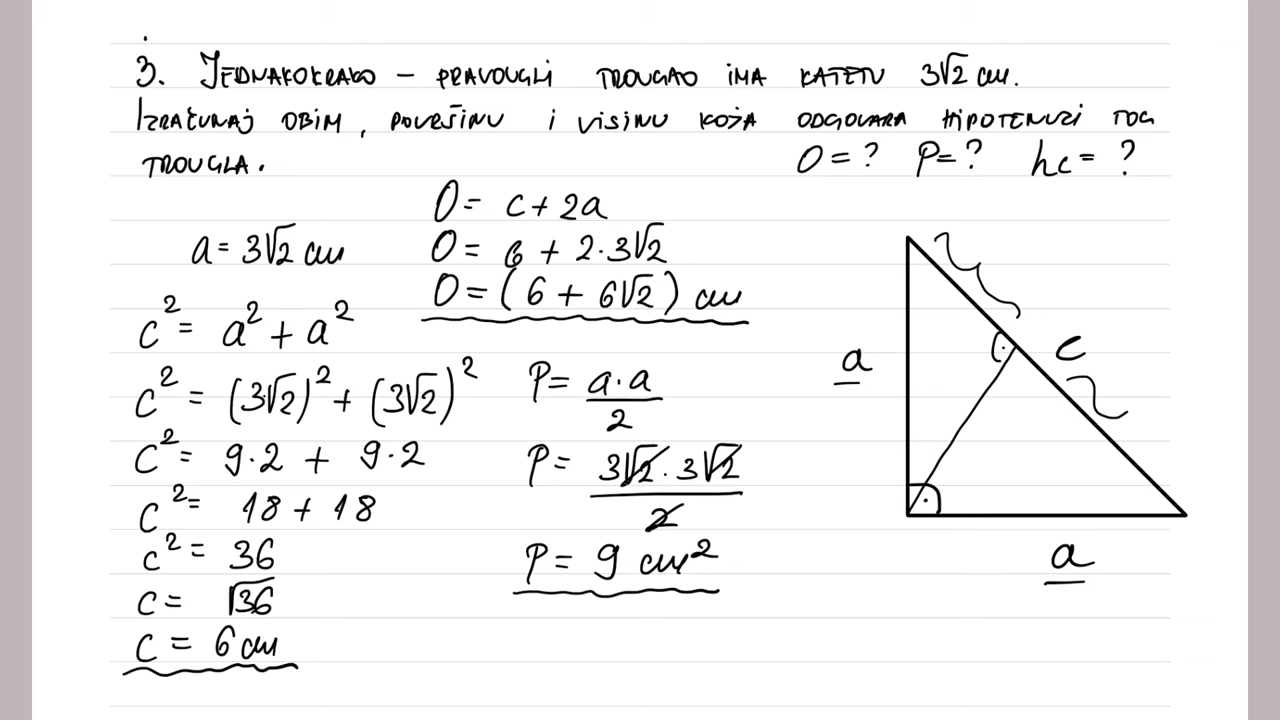 3. JEDNAKOKRAKO - PRAVOUGLI TROUGAO IMA KATETU 3√2 cm.
IZRAČUNAJ OBIM, POVRŠINU I VISINU KOJA ODGOVARA HIPOTENUZI TOG
TROUGLA.
O = ? P = ? hc = ?
a = 3√2 cm
c² = a² + a²
c² = (3√2)² + (3√2)²
c² = 9·2 + 9·2
c² = 18 + 18
c² = 36
c = √36
c = 6 cm
O = c + 2a
O = 6 + 2·3√2
O = (6 + 6√2) cm
P = a·a/2
P = 3√2·3√2/2
P = 9 cm²
a
c
a